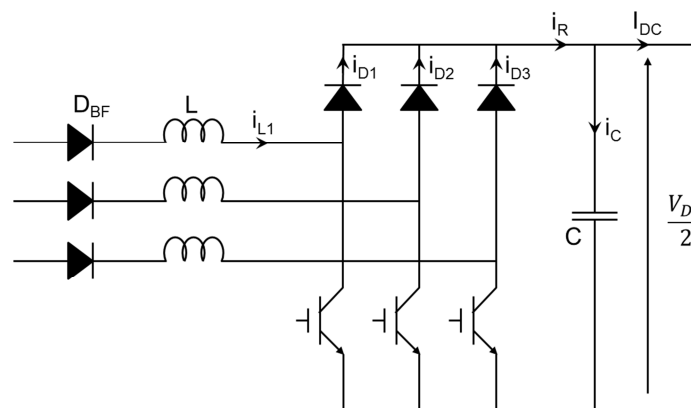 i_R
I_DC
i_D1
i_D2
i_D3
D_BF
L
i_L1
i_C
C
V_D
2